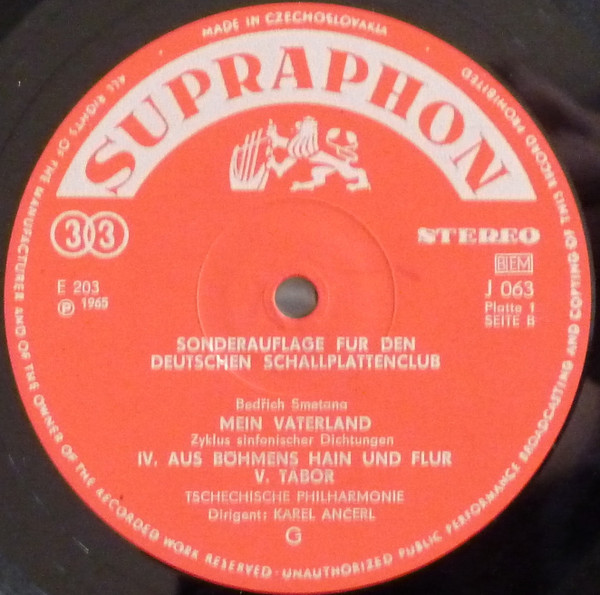 MADE IN CZECHOSLOVAKIA
ALL RIGHTS OF THE MANUFACTURER AND OF THE OWNER OF THE RECORDED WORK RESERVED · UNAUTHORIZED PUBLIC PERFORMANCE BROADCASTING AND COPYING OF THIS RECORD PROHIBITED
SUPRAPHON
33
STEREO
BIEM
E 203
J 063
℗ 1965
Platte 1
SEITE B
SONDERAUFLAGE FUR DEN
DEUTSCHEN SCHALLPLATTENCLUB
Bedřich Smetana
MEIN VATERLAND
Zyklus sinfonischer Dichtungen
IV. AUS BÖHMENS HAIN UND FLUR
V. TABOR
TSCHECHISCHE PHILHARMONIE
Dirigent: KAREL ANČERL
G